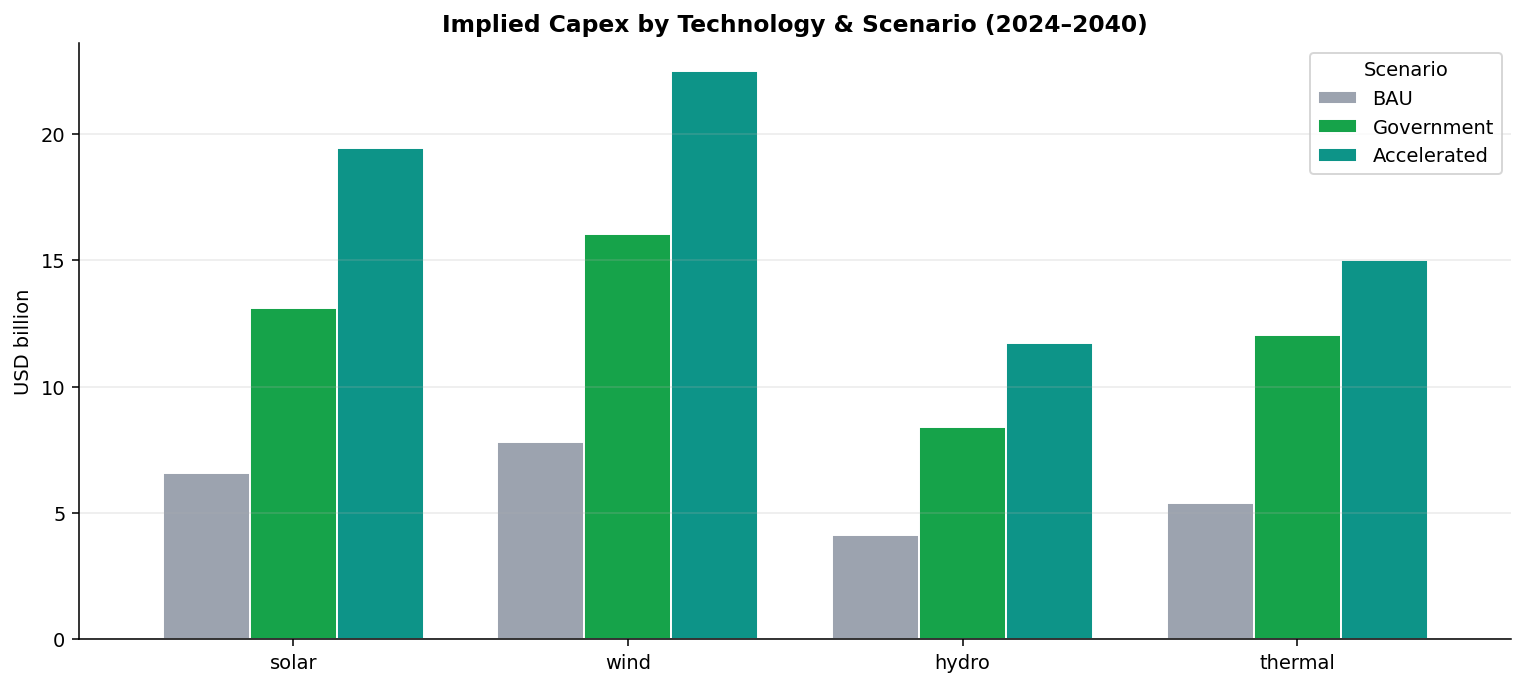 Implied Capex by Technology & Scenario (2024–2040)
Scenario
BAU
Government
Accelerated
USD billion
20
15
10
5
0
solar
wind
hydro
thermal